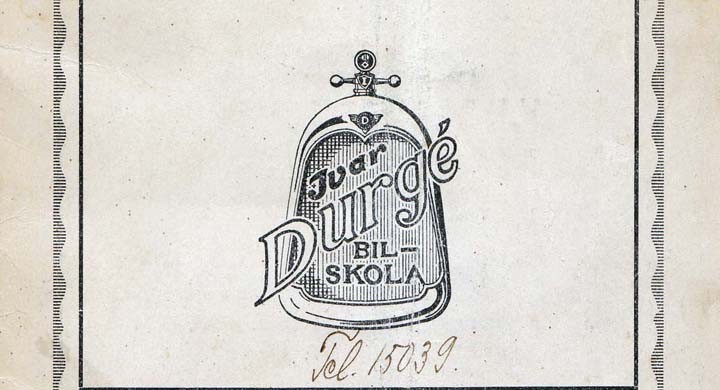 Ivar
Durgé
BIL-
SKOLA
Tel. 15039.